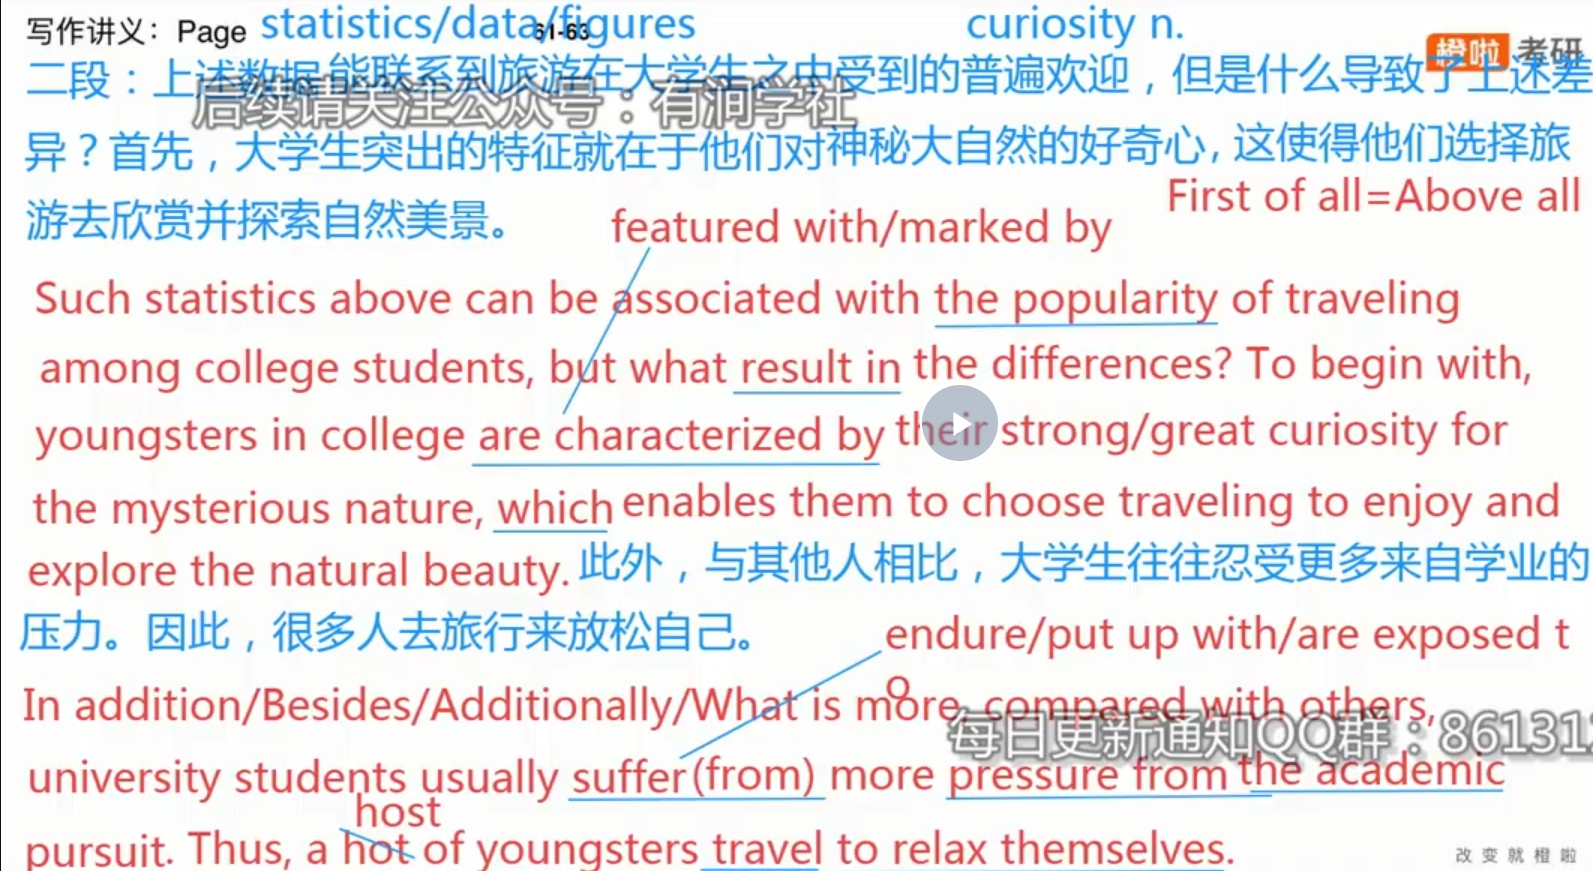 写作讲义：Page 61-63
statistics/data/figures
curiosity n.
橙啦 考研
二段：上述数据能联系到旅游在大学生之中受到的普遍欢迎，但是什么导致了上述差
后续请关注公众号：有涧学社
异？首先，大学生突出的特征就在于他们对神秘大自然的好奇心，这使得他们选择旅
First of all=Above all
游去欣赏并探索自然美景。
featured with/marked by
Such statistics above can be associated with the popularity of traveling
among college students, but what result in the differences? To begin with,
youngsters in college are characterized by their strong/great curiosity for
the mysterious nature, which enables them to choose traveling to enjoy and
explore the natural beauty. 此外，与其他人相比，大学生往往忍受更多来自学业的
压力。因此，很多人去旅行来放松自己。
endure/put up with/are exposed t
o
In addition/Besides/Additionally/What is more, compared with others,
每日更新通知QQ群：86131
university students usually suffer(from) more pressure from the academic
host
pursuit. Thus, a hot of youngsters travel to relax themselves.
改变就橙啦